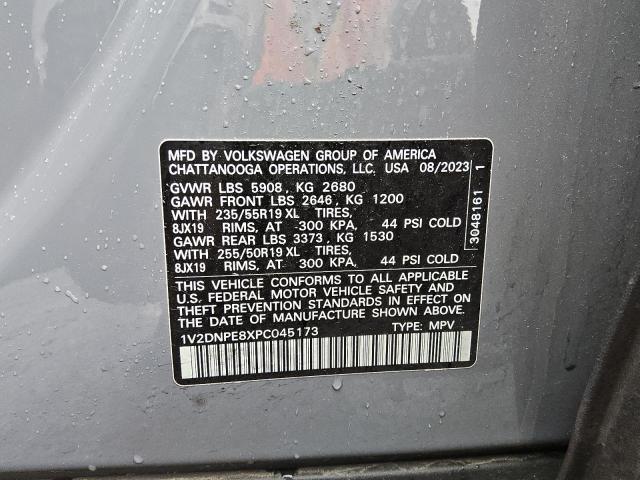 MFD BY VOLKSWAGEN GROUP OF AMERICA
CHATTANOOGA OPERATIONS, LLC. USA 08/2023
GVWR LBS 5908, KG 2680
GAWR FRONT LBS 2646, KG 1200
WITH 235/55R19 XL TIRES,
8JX19 RIMS, AT 300 KPA, 44 PSI COLD
GAWR REAR LBS 3373, KG 1530
WITH 255/50R19 XL TIRES,
8JX19 RIMS, AT 300 KPA, 44 PSI COLD
THIS VEHICLE CONFORMS TO ALL APPLICABLE
U.S. FEDERAL MOTOR VEHICLE SAFETY AND
THEFT PREVENTION STANDARDS IN EFFECT ON
THE DATE OF MANUFACTURE SHOWN ABOVE.
1V2DNPE8XPC045173 TYPE: MPV
3048161 1